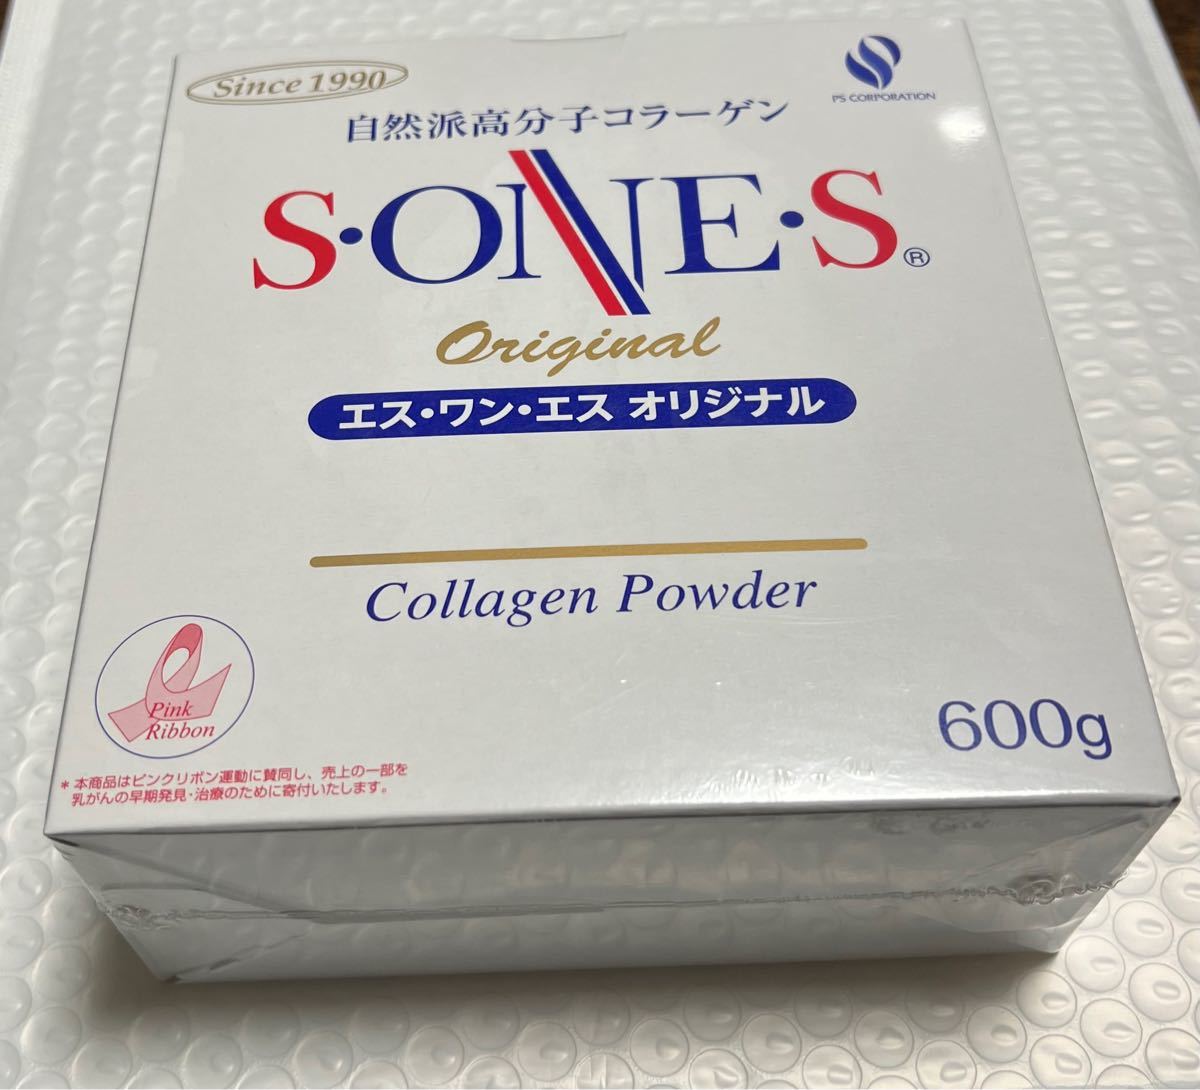 Since 1990
PS CORPORATION
自然派高分子コラーゲン
S·ONE·S®
Original
エス・ワン・エス オリジナル
Collagen Powder
Pink
Ribbon
600g
*本商品はピンクリボン運動に賛同し、売上の一部を
乳がんの早期発見・治療のために寄付いたします。